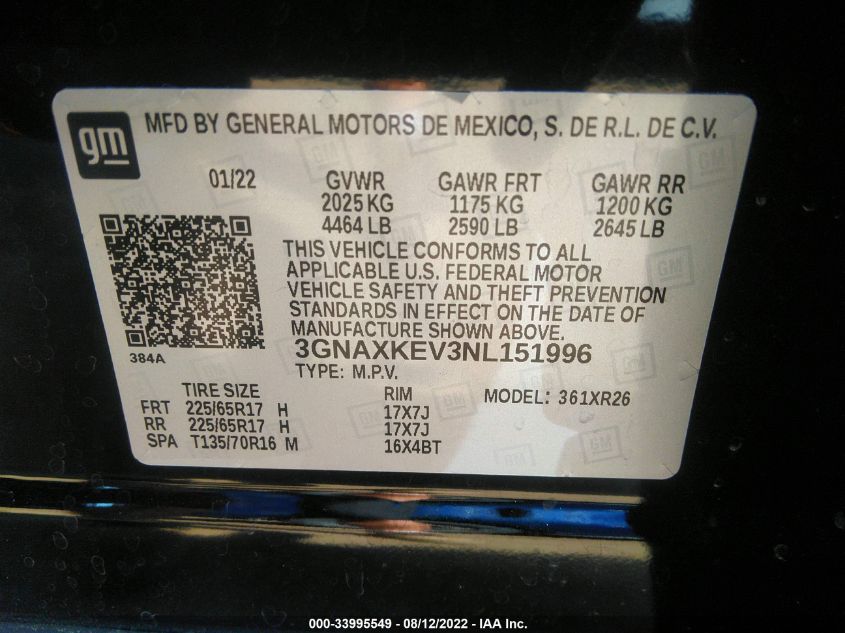 gm MFD BY GENERAL MOTORS DE MEXICO, S. DE R.L. DE C.V.
01/22 GVWR GAWR FRT GAWR RR
2025 KG 1175 KG 1200 KG
4464 LB 2590 LB 2645 LB
THIS VEHICLE CONFORMS TO ALL
APPLICABLE U.S. FEDERAL MOTOR
VEHICLE SAFETY AND THEFT PREVENTION
STANDARDS IN EFFECT ON THE DATE OF
MANUFACTURE SHOWN ABOVE.
384A
3GNAXKEV3NL151996
TYPE: M.P.V.
TIRE SIZE RIM MODEL: 361XR26
FRT 225/65R17 H 17X7J
RR 225/65R17 H 17X7J
SPA T135/70R16 M 16X4BT
000-33995549 - 08/12/2022 - IAA Inc.